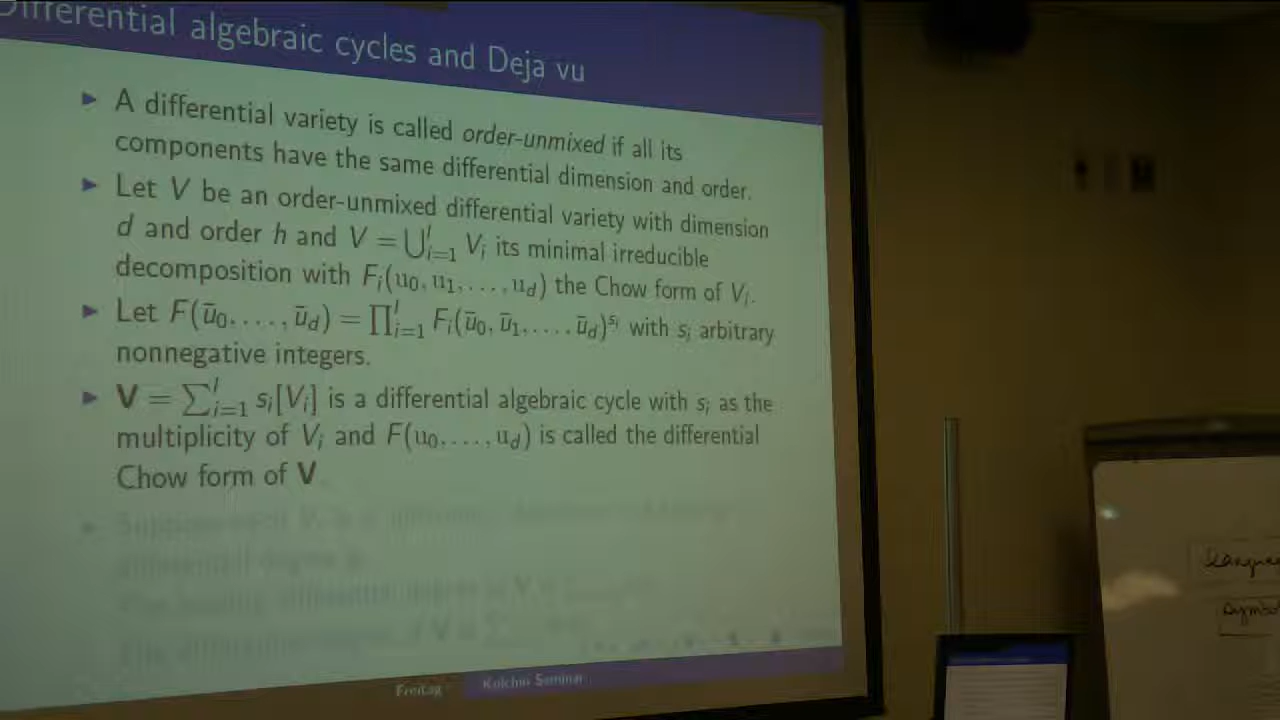 Differential algebraic cycles and Deja vu
A differential variety is called order-unmixed if all its
components have the same differential dimension and order.
Let V be an order-unmixed differential variety with dimension
d and order h and V = ⋃ᵢ₌₁ˡ Vᵢ its minimal irreducible
decomposition with Fᵢ(u₀, u₁, . . . , u_d) the Chow form of Vᵢ.
Let F(ū₀, . . . , ū_d) = ∏ᵢ₌₁ˡ Fᵢ(ū₀, ū₁, . . . , ū_d)^sᵢ with sᵢ arbitrary
nonnegative integers.
V = ∑ᵢ₌₁ˡ sᵢ[Vᵢ] is a differential algebraic cycle with sᵢ as the
multiplicity of Vᵢ and F(u₀, . . . , u_d) is called the differential
Chow form of V
Freitag Kolchin Seminar